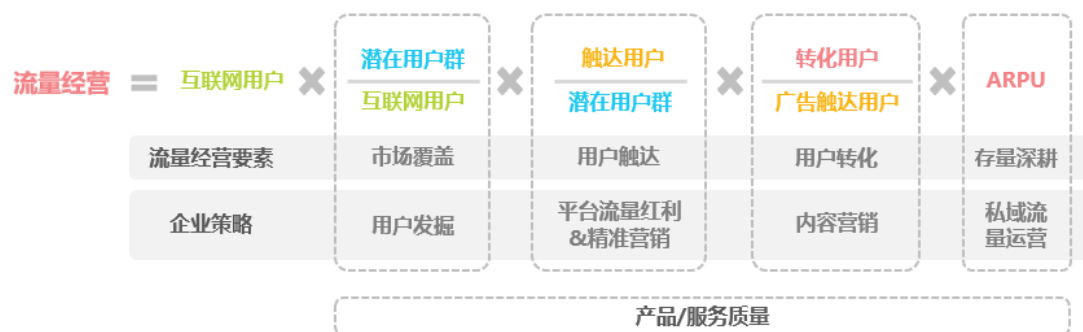 潜在用户群 触达用户 转化用户
流量经营 = 互联网用户 × × × × ARPU
互联网用户 潜在用户群 广告触达用户
流量经营要素 市场覆盖 用户触达 用户转化 存量深耕
企业策略 用户发掘 平台流量红利 内容营销 私域流
&精准营销 量运营
产品/服务质量